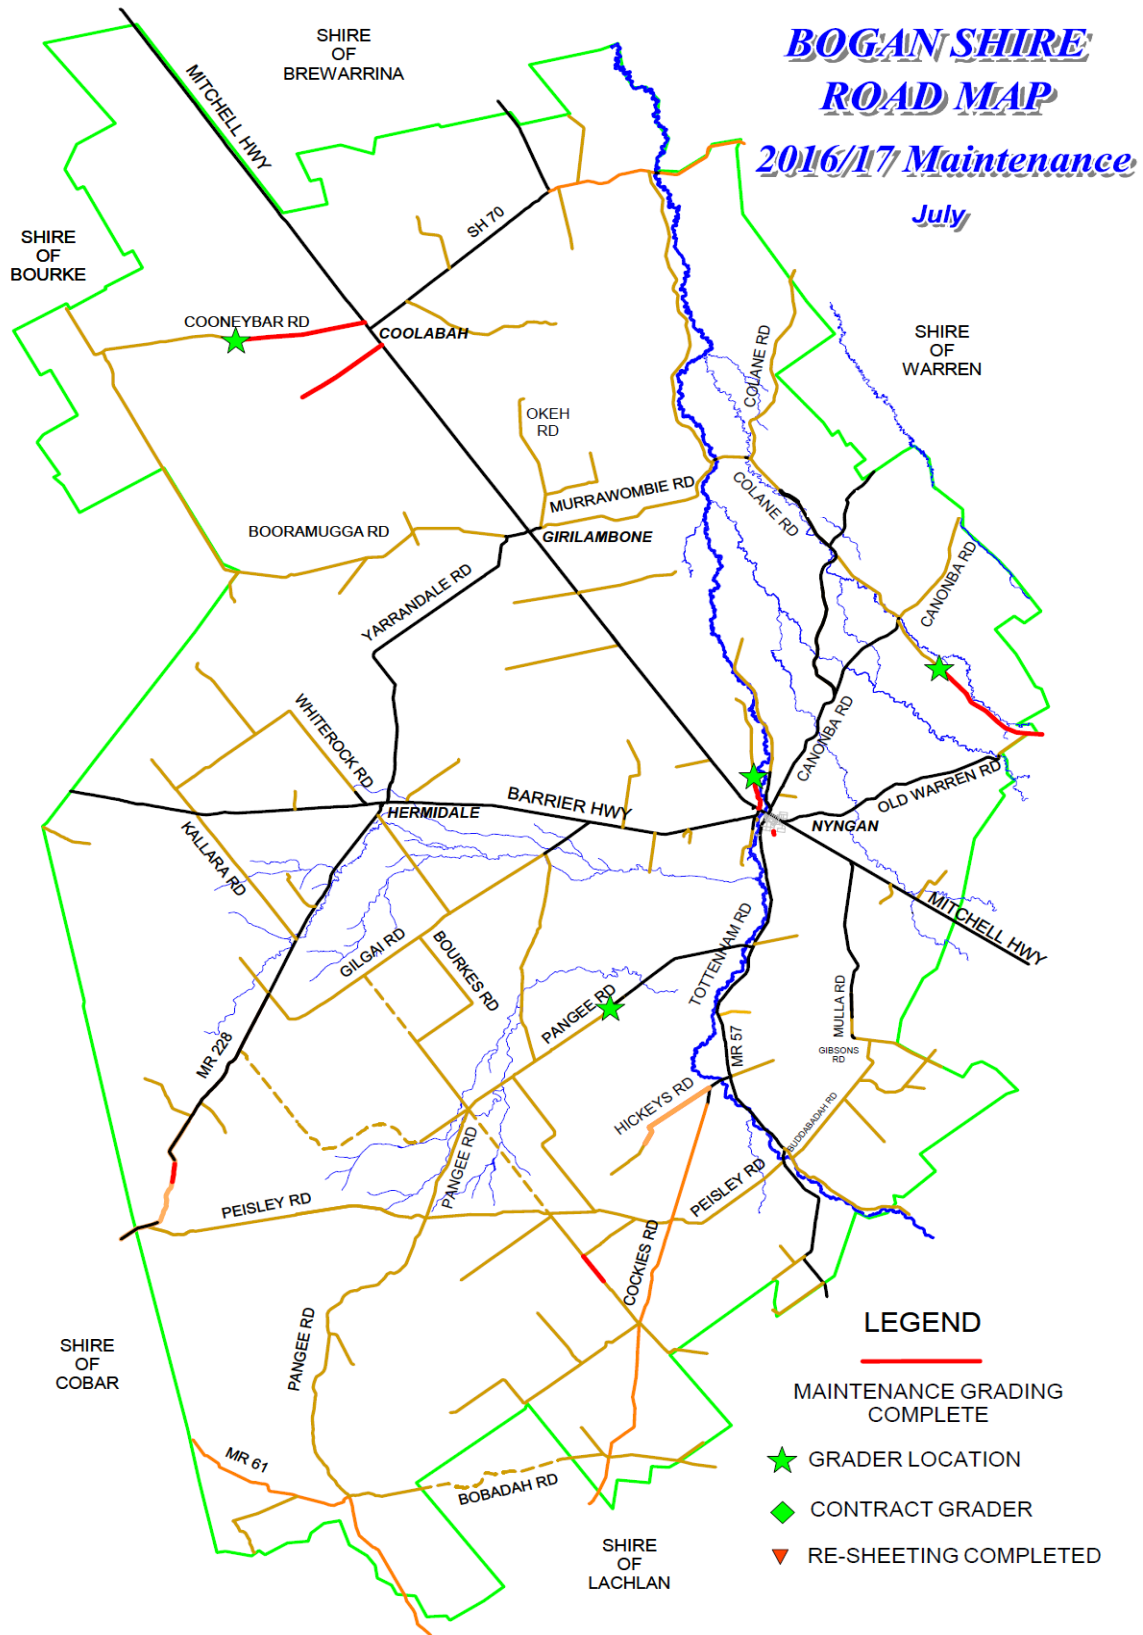 BOGAN SHIRE
ROAD MAP
2016/17 Maintenance
July
SHIRE
OF
BREWARRINA
MITCHELL HWY
SH 70
SHIRE
OF
BOURKE
COONEYBAR RD
COOLABAH
SHIRE
OF
WARREN
COLANE RD
OKEH
RD
MURRAWOMBIE RD
COLANE RD
BOORAMUGGA RD
GIRILAMBONE
CANONBA RD
YARRANDALE RD
WHITEROCK RD
CANONBA RD
OLD WARREN RD
BARRIER HWY
HERMIDALE
NYNGAN
KALLARA RD
MITCHELL HWY
GILGAI RD
BOURKES RD
TOTTENNAM RD
PANGEE RD
MULLA RD
MR 228
MR 57
GIBSONS
RD
HICKEYS RD
BUDDABADAH RD
PANGEE RD
PEISLEY RD
PEISLEY RD
COCKIES RD
PANGEE RD
SHIRE
OF
COBAR
MR 61
BOBADAH RD
SHIRE
OF
LACHLAN
LEGEND
MAINTENANCE GRADING
COMPLETE
GRADER LOCATION
CONTRACT GRADER
RE-SHEETING COMPLETED